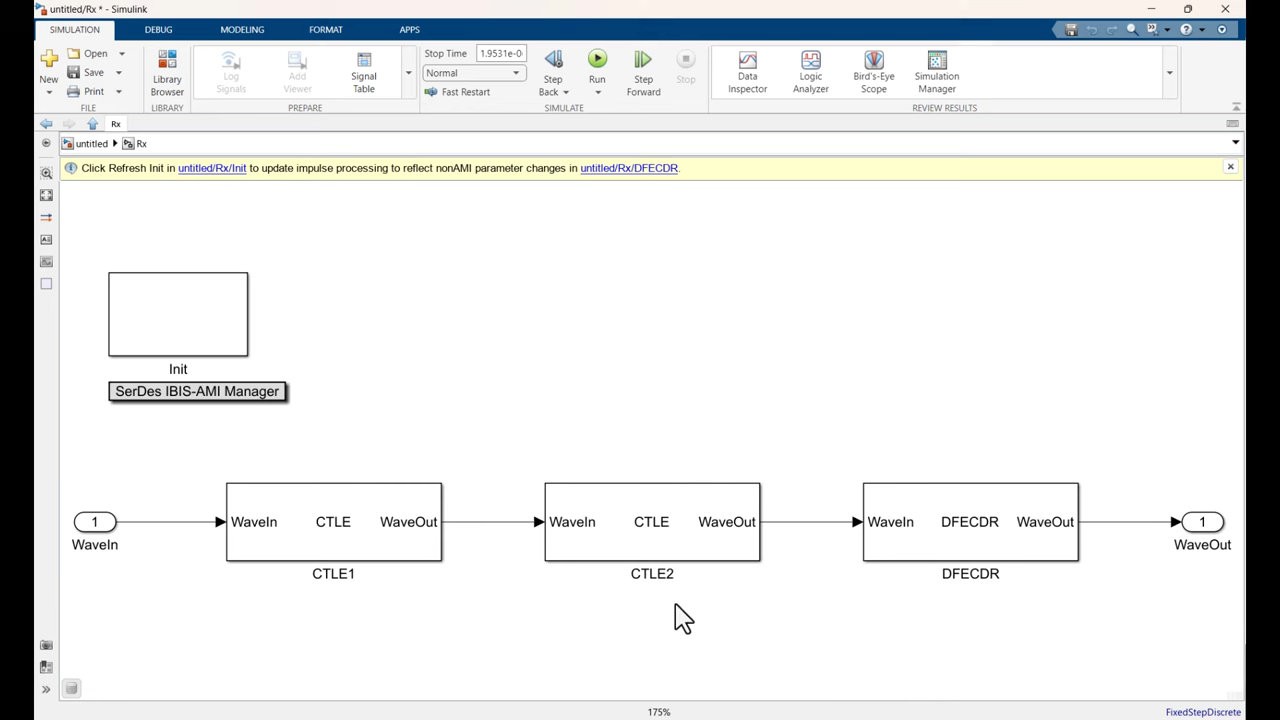 untitled/Rx * - Simulink
SIMULATION DEBUG MODELING FORMAT APPS
New
Open
Save
Print
FILE
Library Browser
LIBRARY
Log Signals
Add Viewer
Signal Table
PREPARE
Stop Time 1.9531e-0
Normal
Fast Restart
Step Back
Run
Step Forward
Stop
SIMULATE
Data Inspector
Logic Analyzer
Bird's-Eye Scope
Simulation Manager
REVIEW RESULTS
Rx
untitled Rx
Click Refresh Init in untitled/Rx/Init to update impulse processing to reflect nonAMI parameter changes in untitled/Rx/DFECDR.
Init
SerDes IBIS-AMI Manager
1 WaveIn CTLE WaveOut WaveIn CTLE WaveOut WaveIn DFECDR WaveOut 1
WaveIn CTLE1 CTLE2 DFECDR WaveOut
175% FixedStepDiscrete